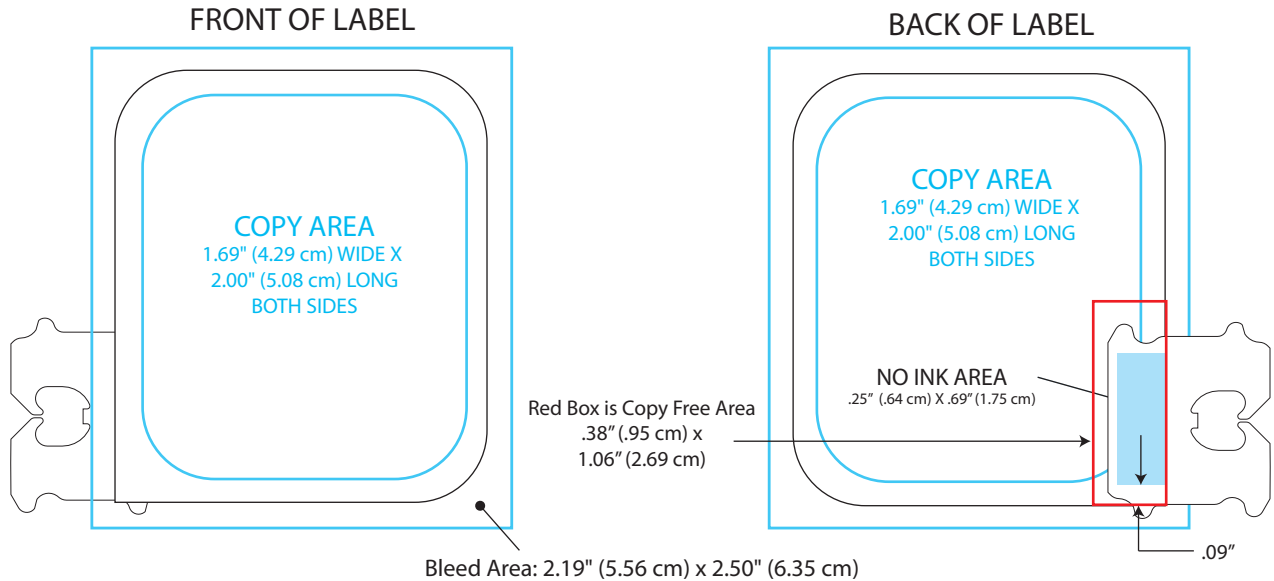 FRONT OF LABEL
COPY AREA
1.69" (4.29 cm) WIDE X
2.00" (5.08 cm) LONG
BOTH SIDES
BACK OF LABEL
COPY AREA
1.69" (4.29 cm) WIDE X
2.00" (5.08 cm) LONG
BOTH SIDES
NO INK AREA
.25” (.64 cm) X .69” (1.75 cm)
Red Box is Copy Free Area
.38” (.95 cm) x
1.06” (2.69 cm)
.09”
Bleed Area: 2.19" (5.56 cm) x 2.50" (6.35 cm)